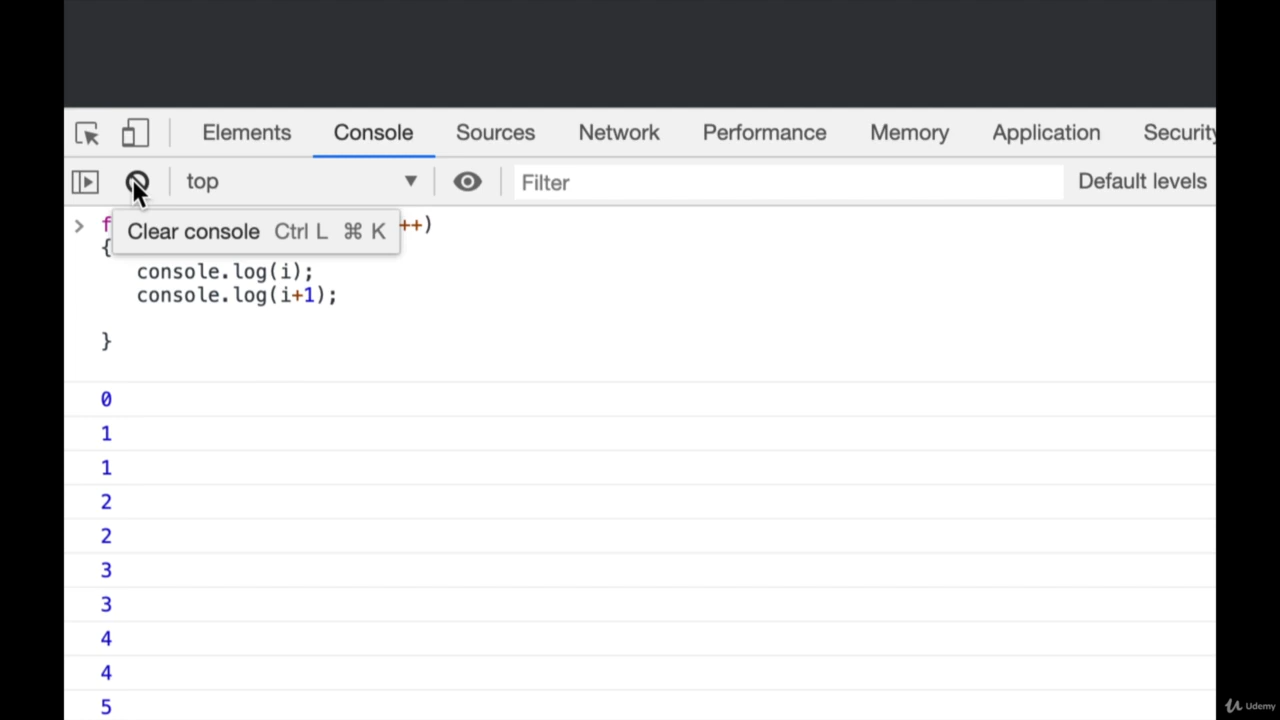 Elements Console Sources Network Performance Memory Application Security
top Filter Default levels
Clear console Ctrl L ⌘ K
> f ++)
{
console.log(i);
console.log(i+1);
}
0
1
1
2
2
3
3
4
4
5
Udemy